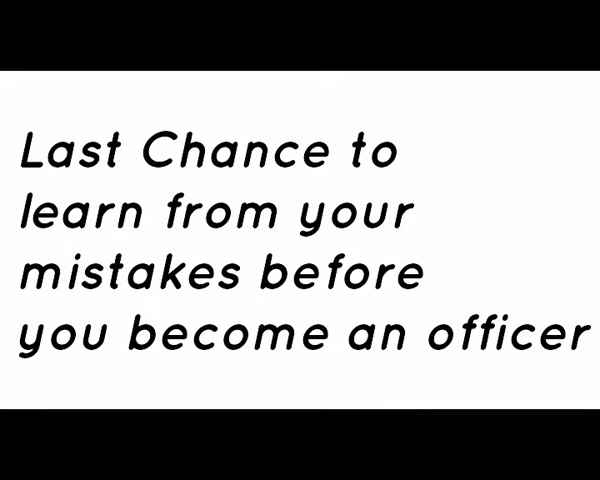 Last Chance to
learn from your
mistakes before
you become an officer